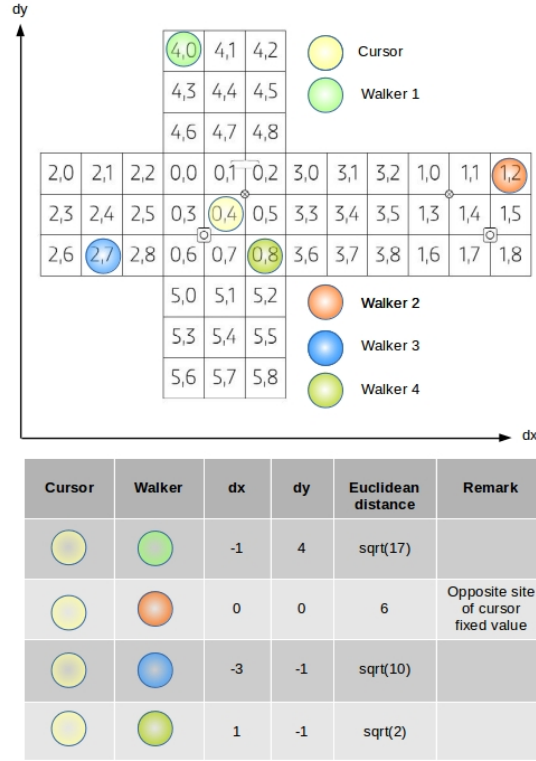 dy
4,0 4,1 4,2
Cursor
4,3 4,4 4,5
Walker 1
4,6 4,7 4,8
2,0 2,1 2,2 0,0 0,1 0,2 3,0 3,1 3,2 1,0 1,1 1,2
2,3 2,4 2,5 0,3 0,4 0,5 3,3 3,4 3,5 1,3 1,4 1,5
2,6 2,7 2,8 0,6 0,7 0,8 3,6 3,7 3,8 1,6 1,7 1,8
5,0 5,1 5,2
Walker 2
5,3 5,4 5,5
Walker 3
5,6 5,7 5,8
Walker 4
dx
Cursor Walker dx dy Euclidean distance Remark
-1 4 sqrt(17)
0 0 6 Opposite site of cursor fixed value
-3 -1 sqrt(10)
1 -1 sqrt(2)